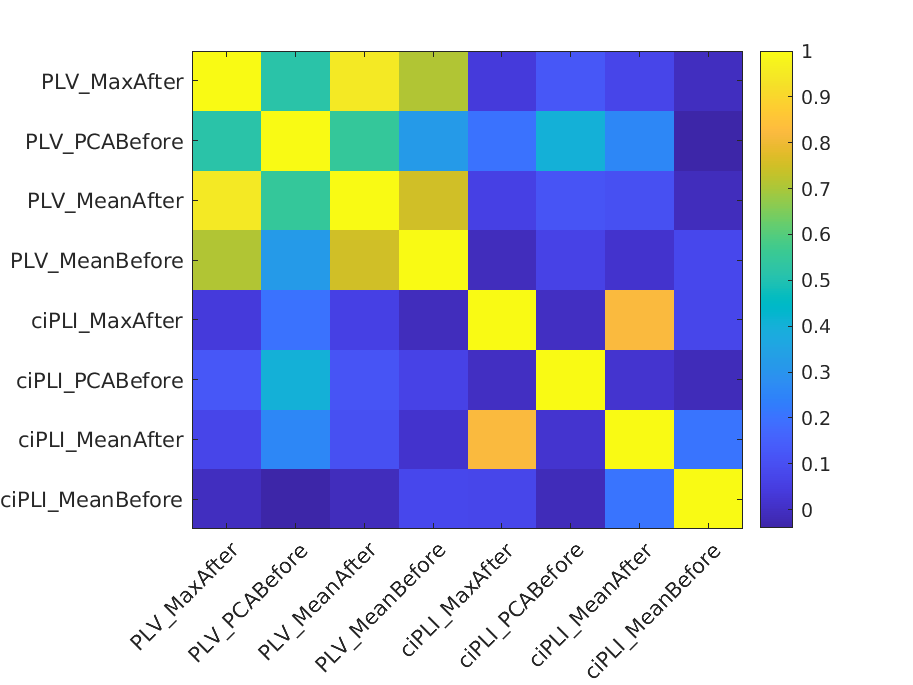 PLV_MaxAfter
PLV_PCABefore
PLV_MeanAfter
PLV_MeanBefore
ciPLI_MaxAfter
ciPLI_PCABefore
ciPLI_MeanAfter
ciPLI_MeanBefore
PLV_MaxAfter
PLV_PCABefore
PLV_MeanAfter
PLV_MeanBefore
ciPLI_MaxAfter
ciPLI_PCABefore
ciPLI_MeanAfter
ciPLI_MeanBefore
1
0.9
0.8
0.7
0.6
0.5
0.4
0.3
0.2
0.1
0